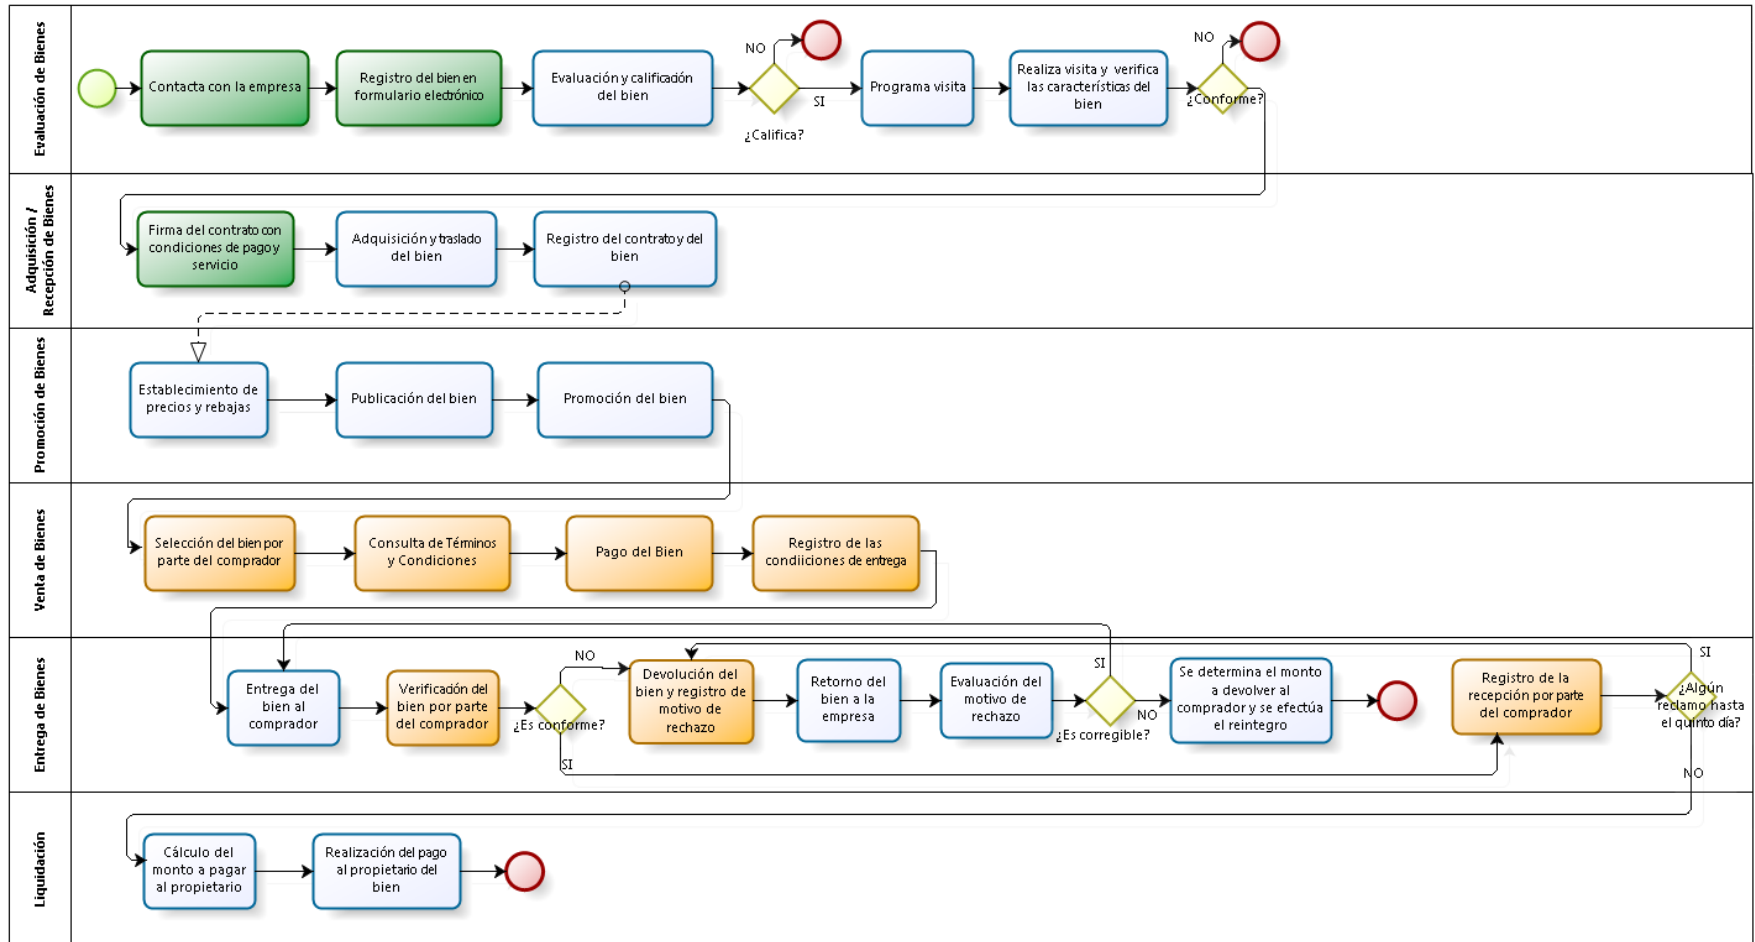 Evaluación de Bienes
Contacta con la empresa
Registro del bien en
formulario electrónico
Evaluación y calificación
del bien
NO
SI
¿Califica?
Programa visita
Realiza visita y verifica
las características del
bien
NO
¿Conforme?
Adquisición /
Recepción de Bienes
Firma del contrato con
condiciones de pago y
servicio
Adquisición y traslado
del bien
Registro del contrato y del
bien
Promoción de Bienes
Establecimiento de
precios y rebajas
Publicación del bien
Promoción del bien
Venta de Bienes
Selección del bien por
parte del comprador
Consulta de Términos
y Condiciones
Pago del Bien
Registro de las
condiiciones de entrega
Entrega de Bienes
Entrega del
bien al
comprador
Verificación del
bien por parte
del comprador
NO
¿Es conforme?
SI
Devolución del
bien y registro de
motivo de
rechazo
Retorno del
bien a la
empresa
Evaluación del
motivo de
rechazo
SI
NO
¿Es corregible?
Se determina el monto
a devolver al
comprador y se efectúa
el reintegro
Registro de la
recepción por parte
del comprador
SI
¿Algún
reclamo hasta
el quinto día?
NO
Liquidación
Cálculo del
monto a pagar
al propietario
Realización del pago
al propietario del
bien